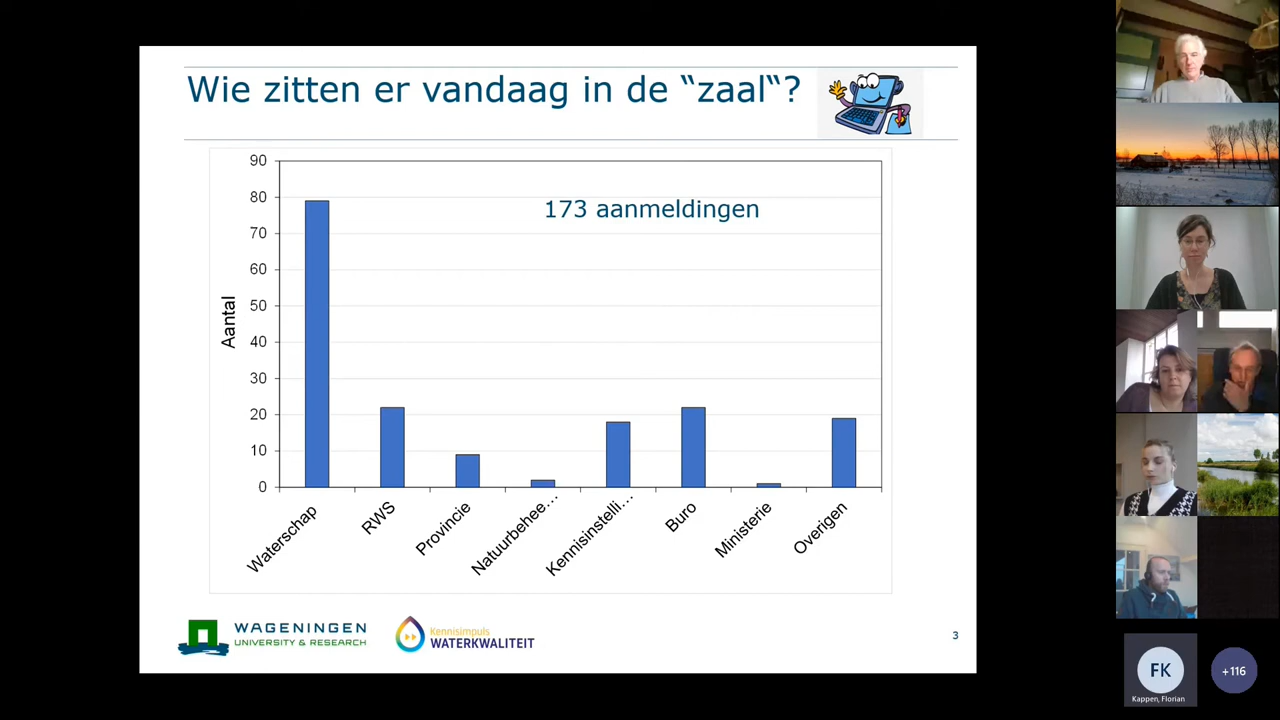 Wie zitten er vandaag in de “zaal“?
173 aanmeldingen
Aantal
90
80
70
60
50
40
30
20
10
0
Waterschap
RWS
Provincie
Natuurbehee...
Kennisinstelli...
Buro
Ministerie
Overigen
WAGENINGEN
UNIVERSITY & RESEARCH
Kennisimpuls
WATERKWALITEIT
3
FK
Kappen, Florian
+116